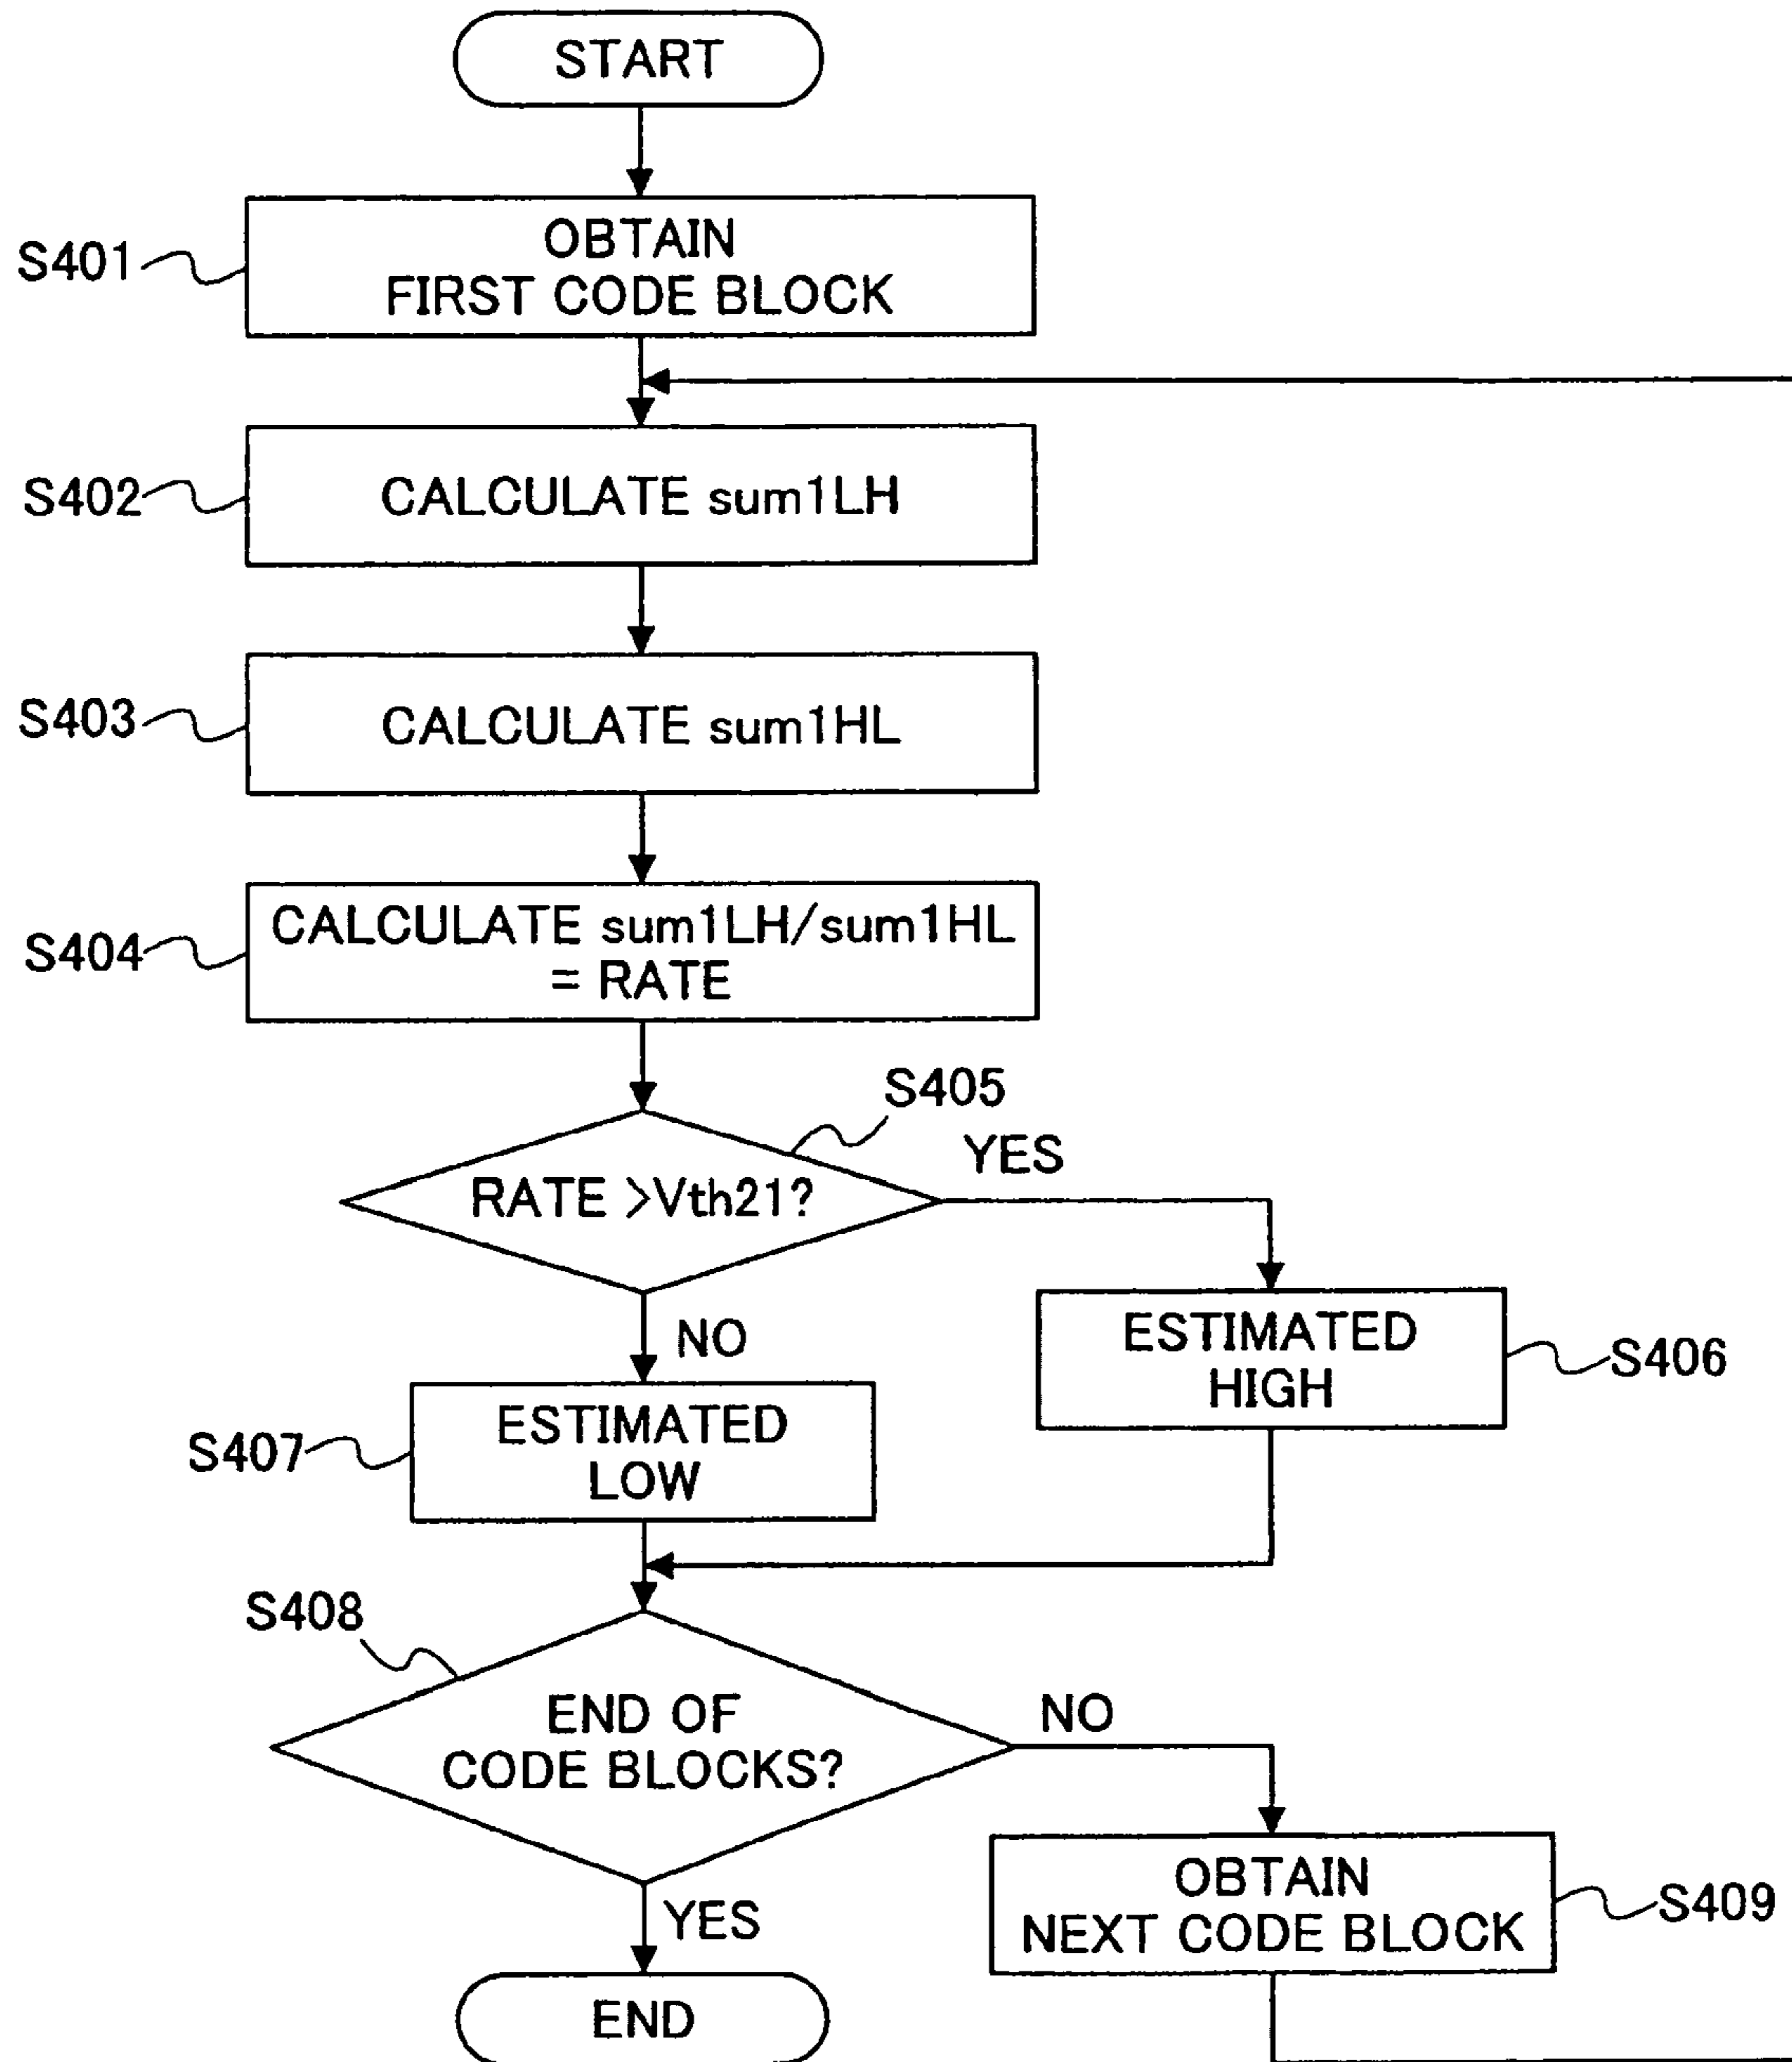 START
S401
OBTAIN
FIRST CODE BLOCK
S402
CALCULATE sum1LH
S403
CALCULATE sum1HL
S404
CALCULATE sum1LH/sum1HL
= RATE
S405
RATE >Vth21?
YES
NO
ESTIMATED
HIGH
S406
S407
ESTIMATED
LOW
S408
END OF
CODE BLOCKS?
NO
YES
OBTAIN
NEXT CODE BLOCK
S409
END